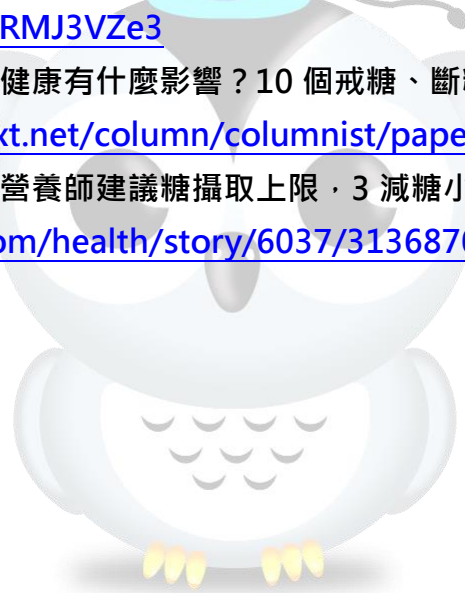 RMJ3VZe3
健康有什麼影響？10 個戒糖、斷
xt.net/column/columnist/pape
營養師建議糖攝取上限，3 減糖小
om/health/story/6037/313687